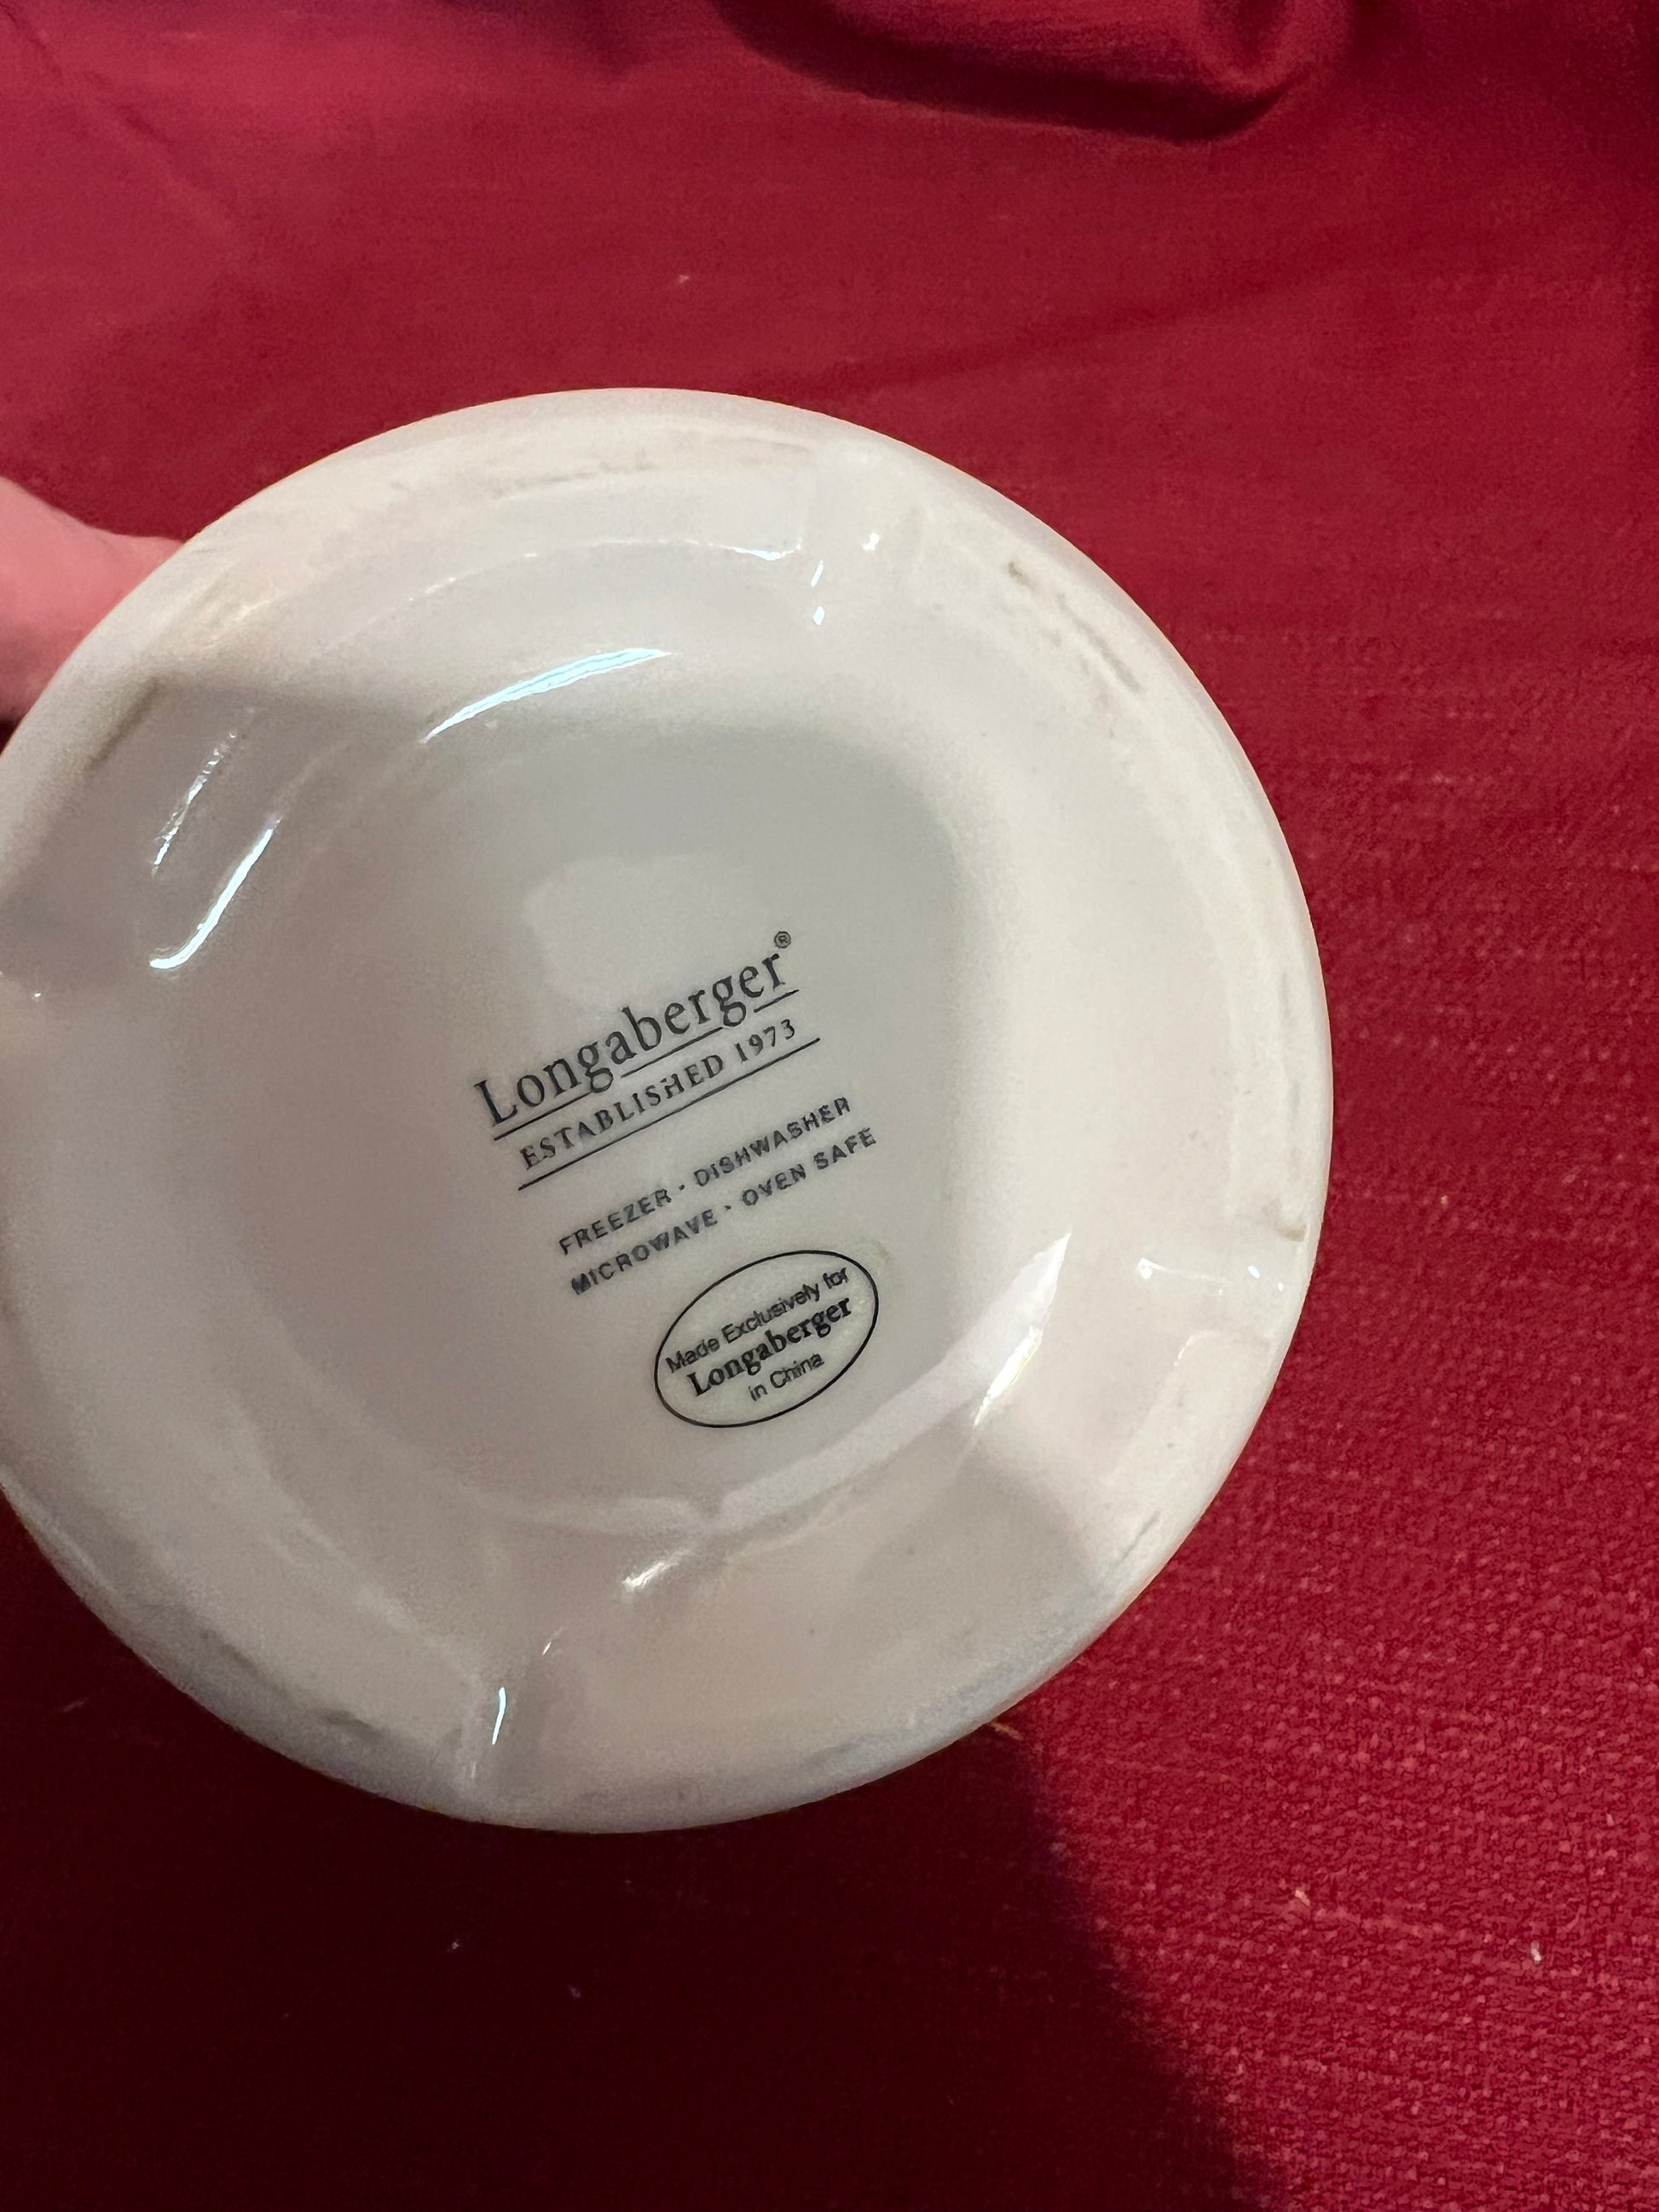 Longaberger®
ESTABLISHED 1973
FREEZER · DISHWASHER
MICROWAVE · OVEN SAFE
Made Exclusively for
Longaberger
in China